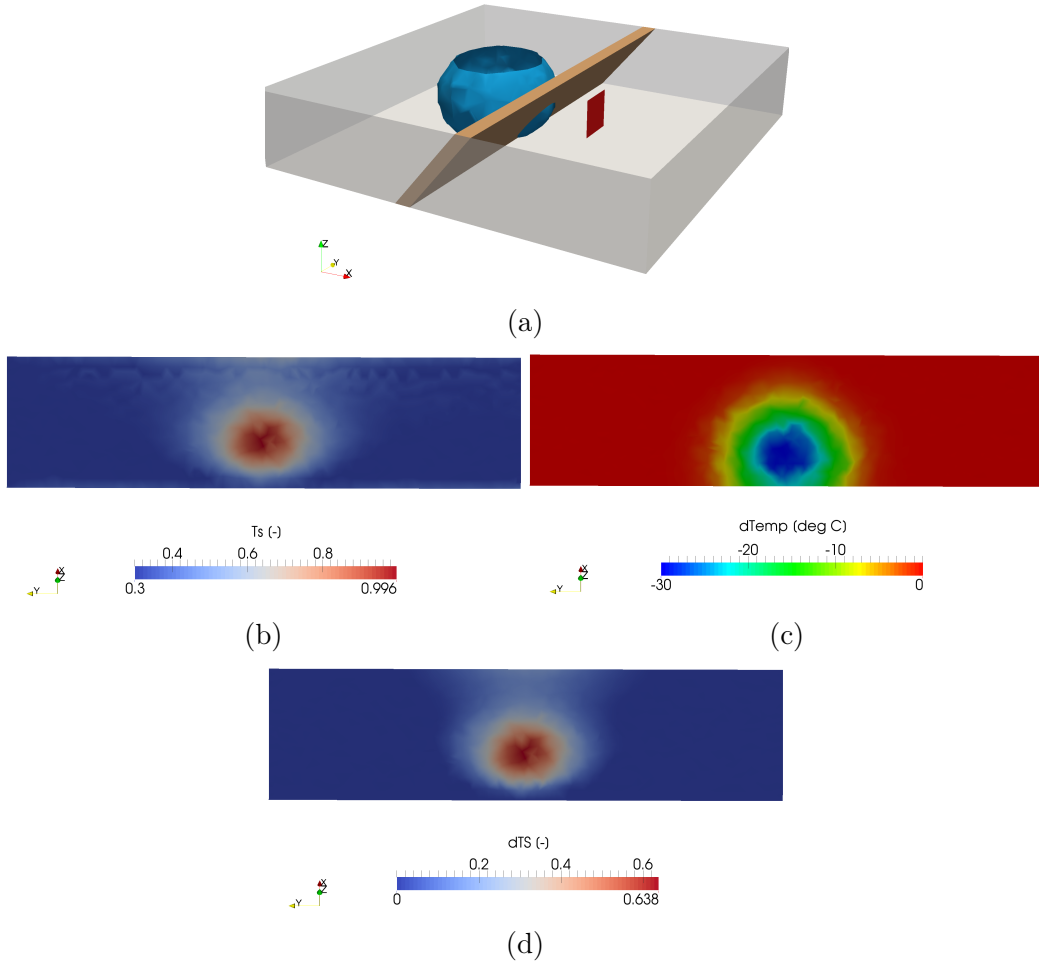 Z
Y
X
(a)
Ts (-)
0.4 0.6 0.8
0.3 0.996
X
Z
Y
(b)
dTemp (deg C)
-20 -10
-30 0
X
Z
Y
(c)
dTS (-)
0.2 0.4 0.6
0 0.638
X
Z
Y
(d)